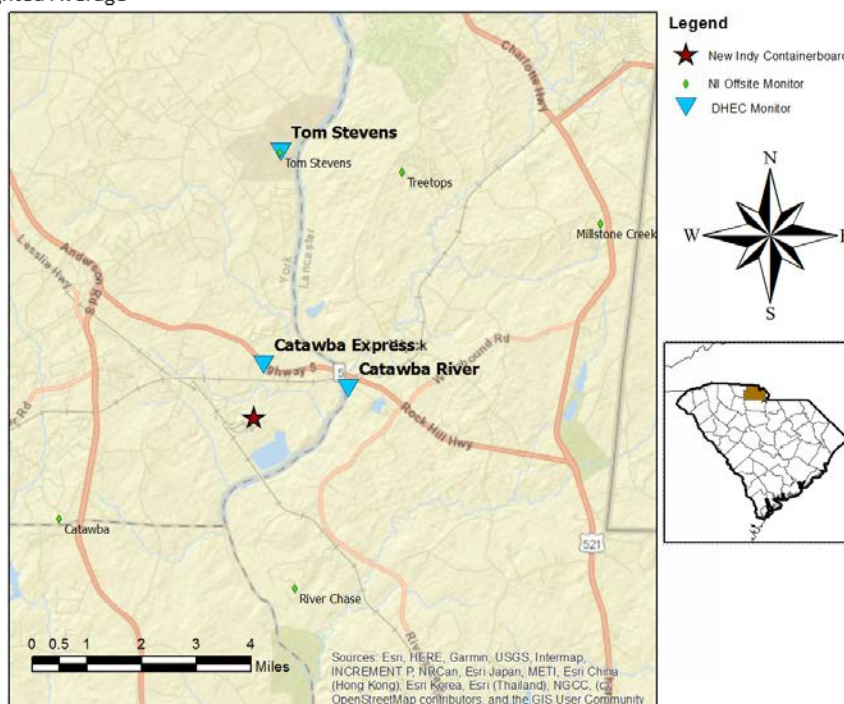 Legend
New Indy Containerboard
NI Offsite Monitor
DHEC Monitor
Charlotte Hwy
Tom Stevens
Tom Stevens
Treetops
Millstone Creek
York
Lancaster
Lesslie Hwy
Anderson Rd S
N
W
S
Catawba Express
Catawba River
5
Rd
Rock Hill Hwy
Catawba
521
River Chase
0 0.5 1 2 3 4
Miles
Sources: Esri, HERE, Garmin, USGS, Intermap,
INCREMENT P, NRCan, Esri Japan, METI, Esri China
(Hong Kong), Esri Korea, Esri (Thailand), NGCC, (c)
OpenStreetMap contributors, and the GIS User Community